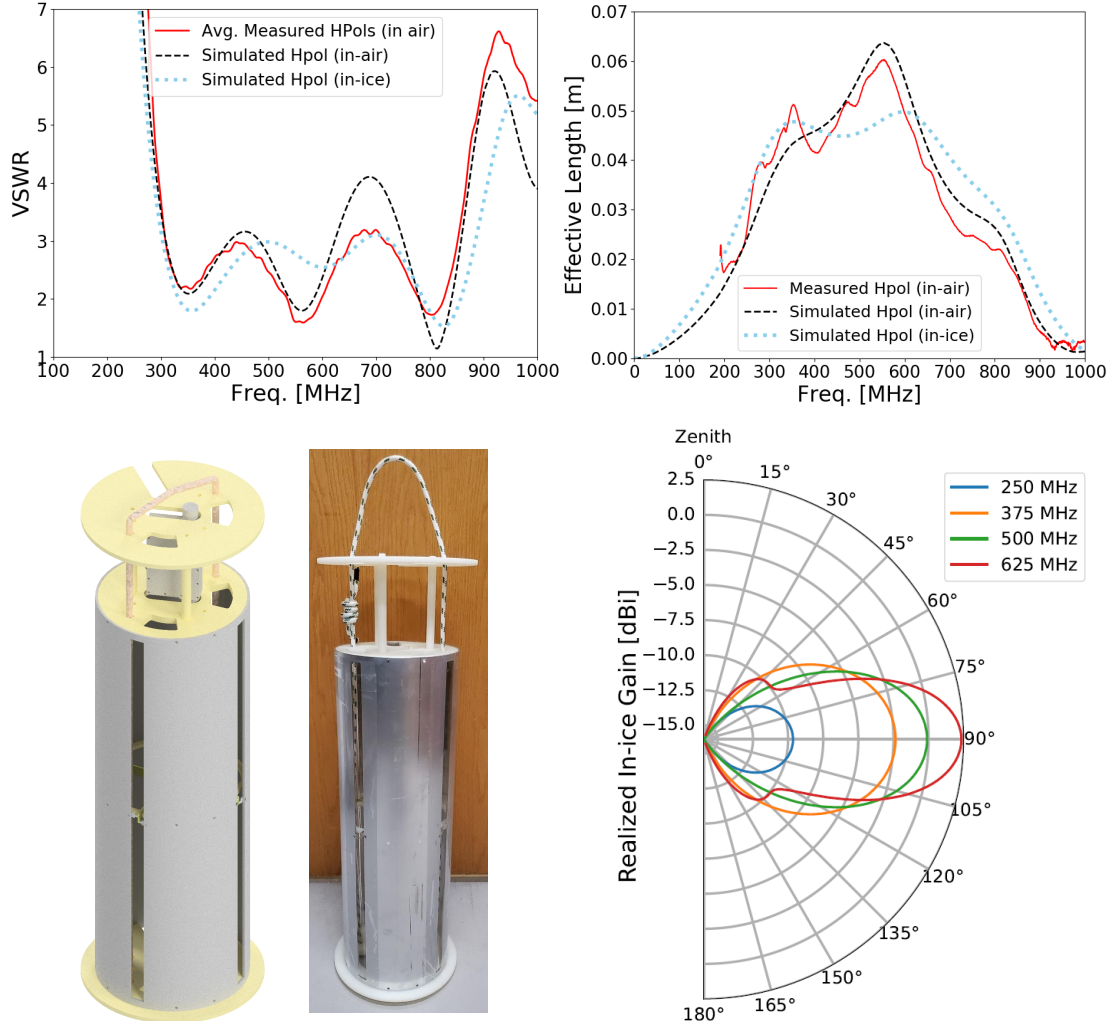 7
6
5
4
3
2
1
VSWR
Avg. Measured HPols (in air)
Simulated Hpol (in-air)
Simulated Hpol (in-ice)
100 200 300 400 500 600 700 800 900 1000
Freq. [MHz]
0.07
0.06
0.05
0.04
0.03
0.02
0.01
0.00
Effective Length [m]
Measured Hpol (in-air)
Simulated Hpol (in-air)
Simulated Hpol (in-ice)
0 100 200 300 400 500 600 700 800 900 1000
Freq. [MHz]
Zenith
0°
15°
30°
45°
60°
75°
90°
105°
120°
135°
150°
165°
180°
2.5
0.0
−2.5
−5.0
−7.5
−10.0
−12.5
−15.0
Realized In-ice Gain [dBi]
250 MHz
375 MHz
500 MHz
625 MHz